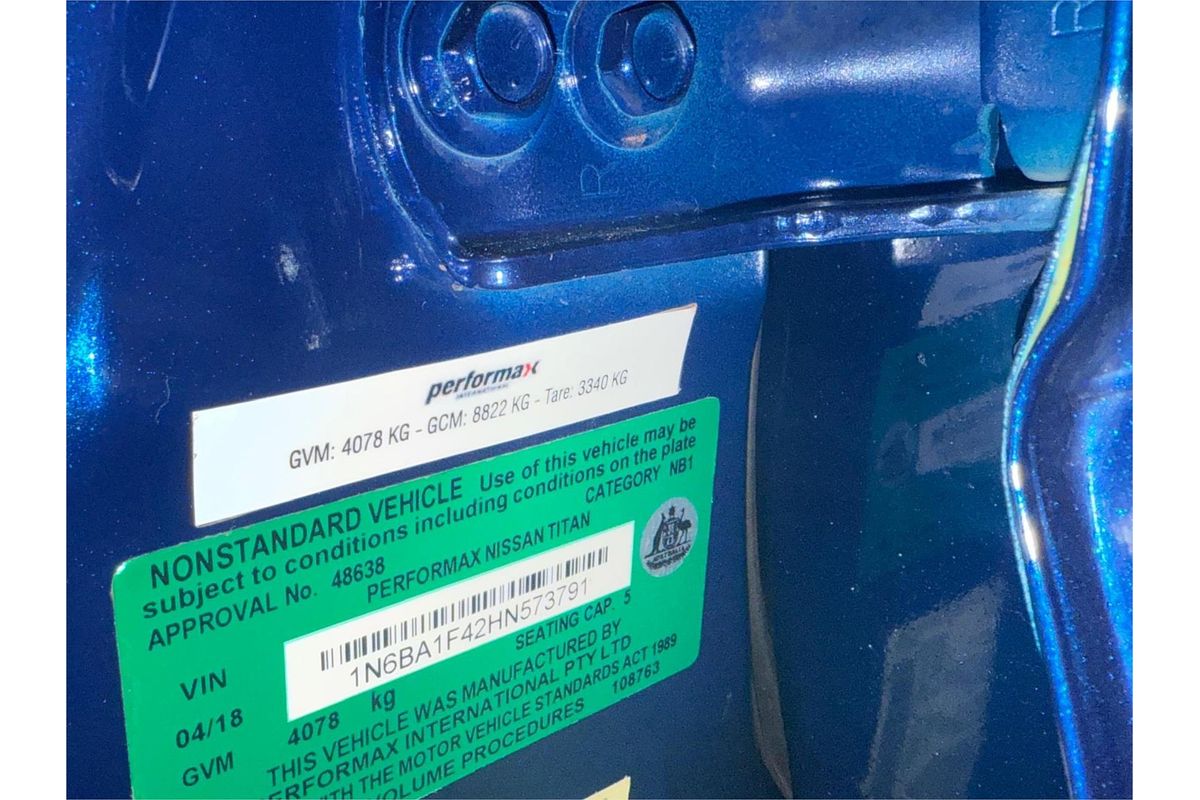 performax
INTERNATIONAL
GVM: 4078 KG - GCM: 8822 KG - Tare: 3340 KG
NONSTANDARD VEHICLE Use of this vehicle may be
subject to conditions including conditions on the plate
APPROVAL No. 48638 CATEGORY NB1
PERFORMAX NISSAN TITAN
AUSTRALIA
VIN 1N6BA1F42HN573791
04/18 SEATING CAP. 5
GVM 4078 kg
THIS VEHICLE WAS MANUFACTURED BY
PERFORMAX INTERNATIONAL PTY LTD
WITH THE MOTOR VEHICLE STANDARDS ACT 1989
VOLUME PROCEDURES 108763
R